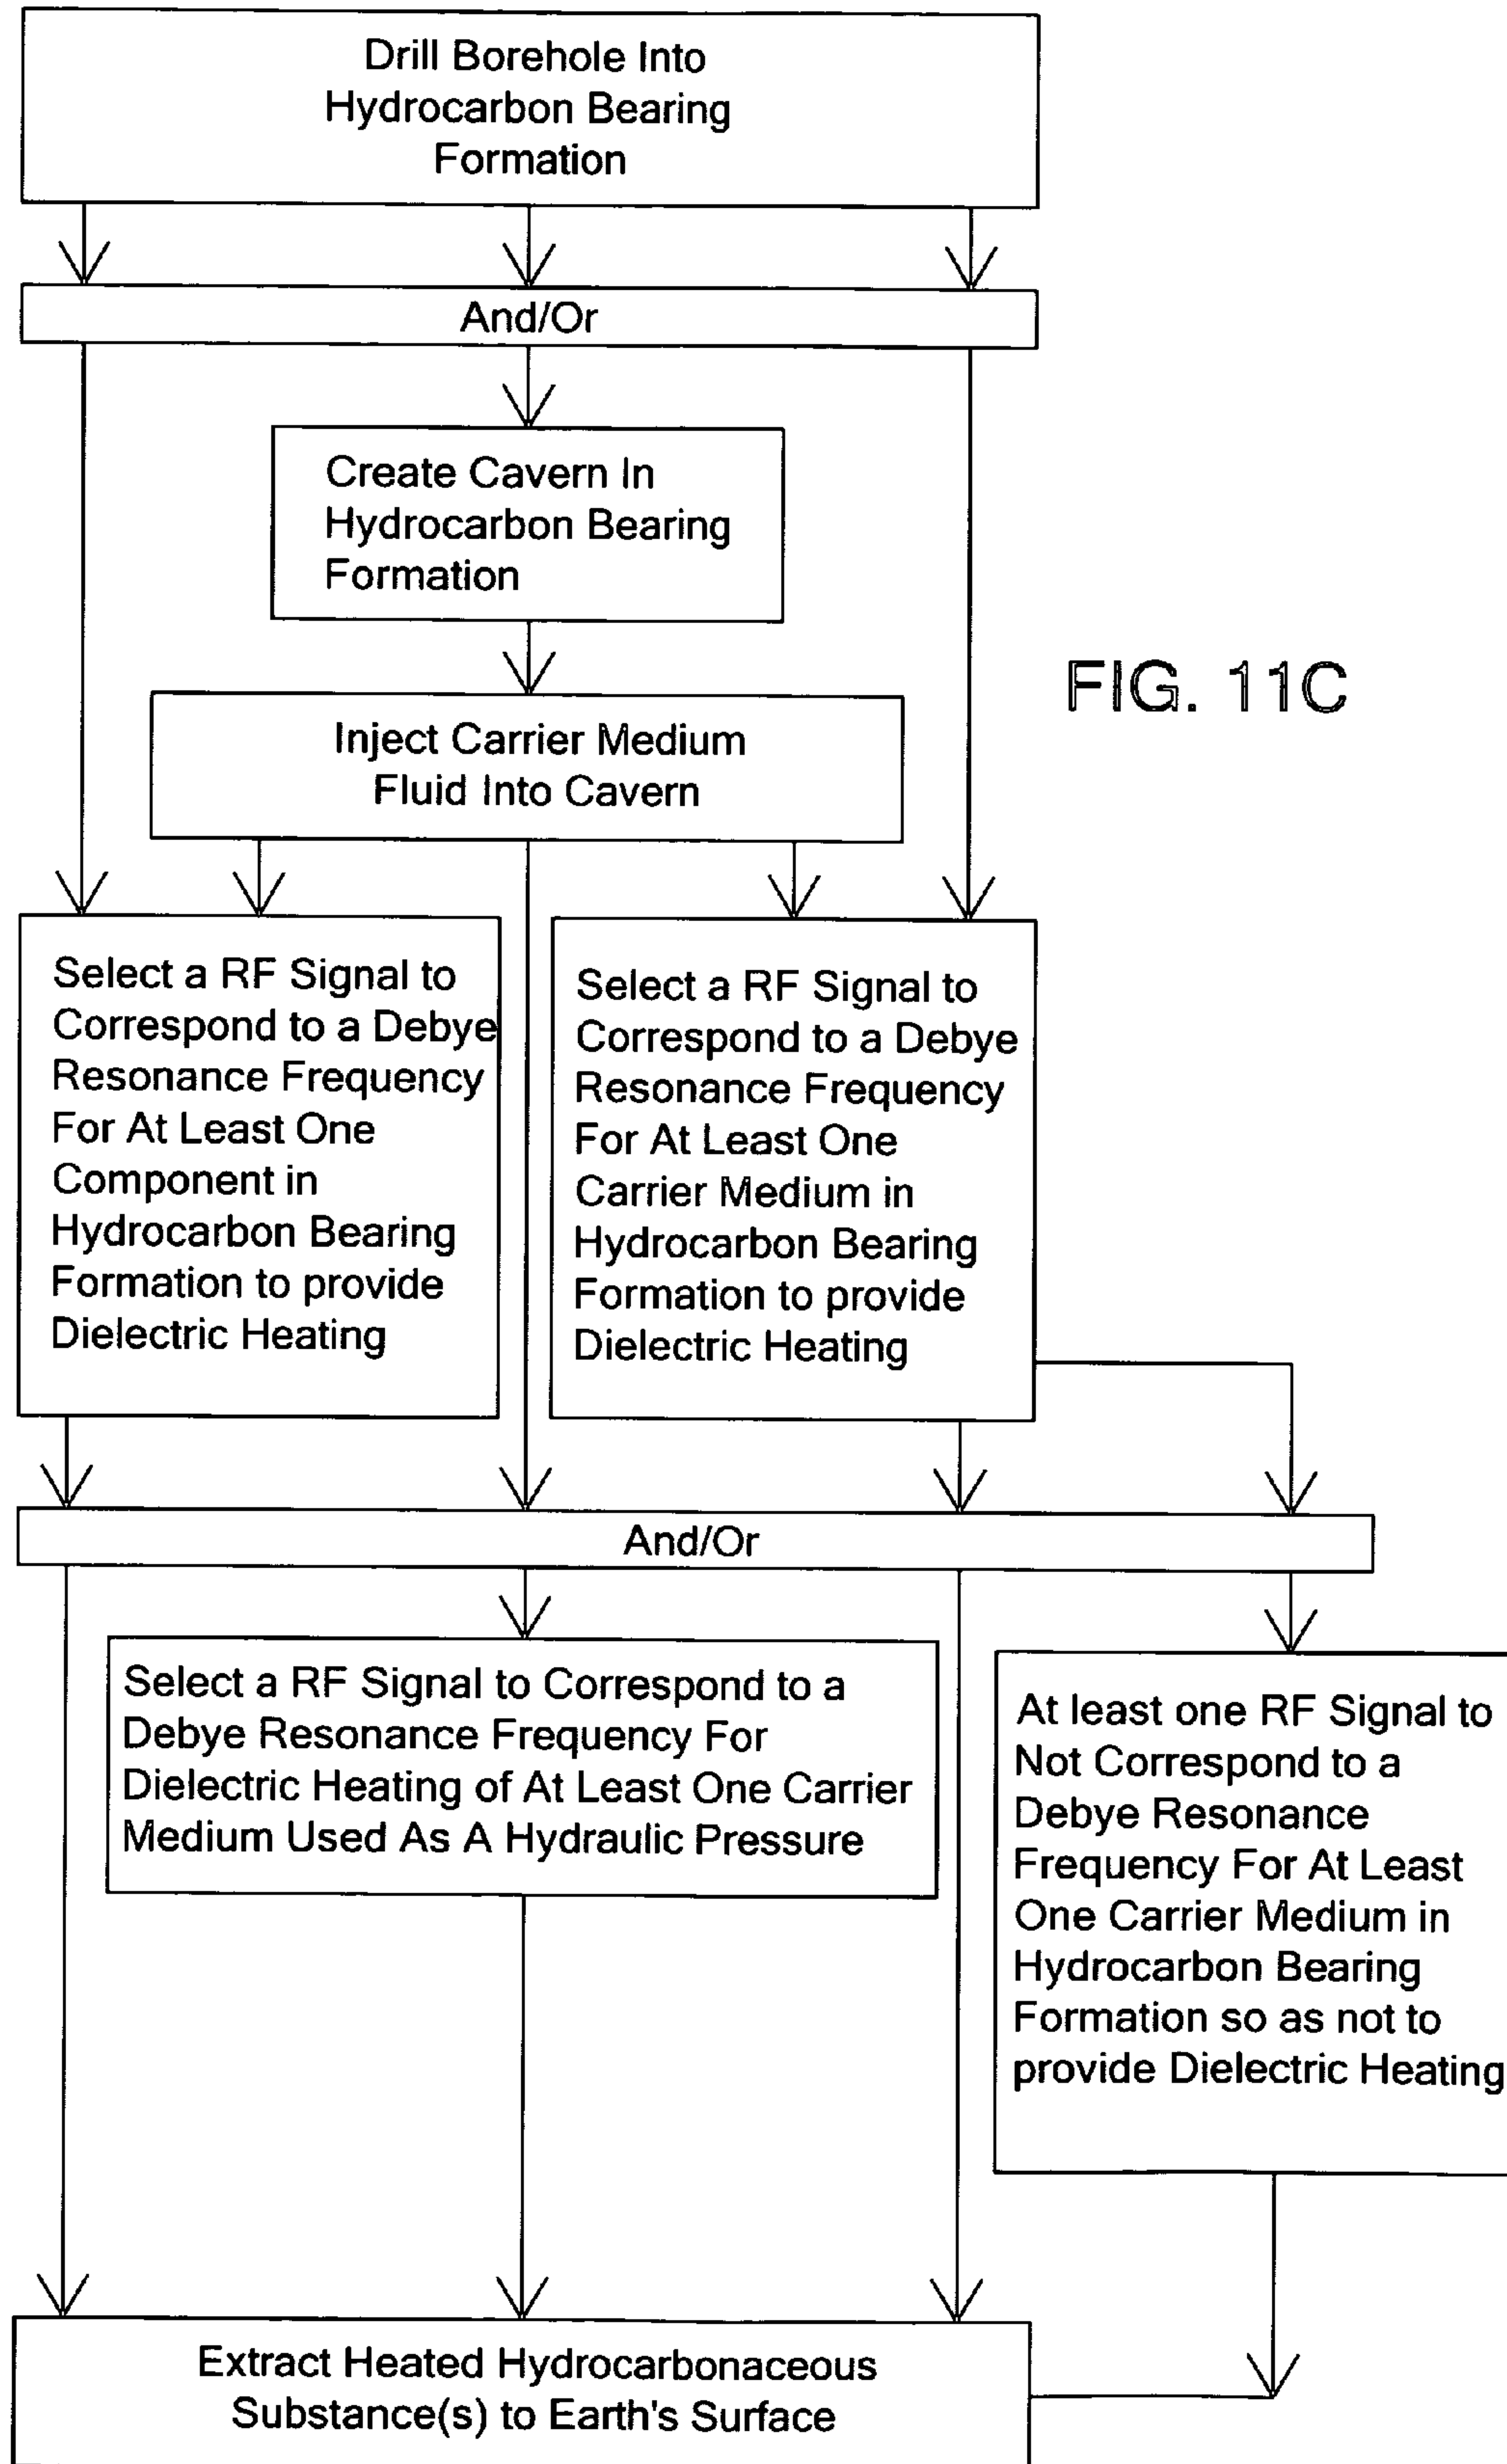 Drill Borehole Into
Hydrocarbon Bearing
Formation
And/Or
Create Cavern In
Hydrocarbon Bearing
Formation
FIG. 11C
Inject Carrier Medium
Fluid Into Cavern
Select a RF Signal to
Correspond to a Debye
Resonance Frequency
For At Least One
Component in
Hydrocarbon Bearing
Formation to provide
Dielectric Heating
Select a RF Signal to
Correspond to a Debye
Resonance Frequency
For At Least One
Carrier Medium in
Hydrocarbon Bearing
Formation to provide
Dielectric Heating
And/Or
Select a RF Signal to Correspond to a
Debye Resonance Frequency For
Dielectric Heating of At Least One Carrier
Medium Used As A Hydraulic Pressure
At least one RF Signal to
Not Correspond to a
Debye Resonance
Frequency For At Least
One Carrier Medium in
Hydrocarbon Bearing
Formation so as not to
provide Dielectric Heating
Extract Heated Hydrocarbonaceous
Substance(s) to Earth's Surface